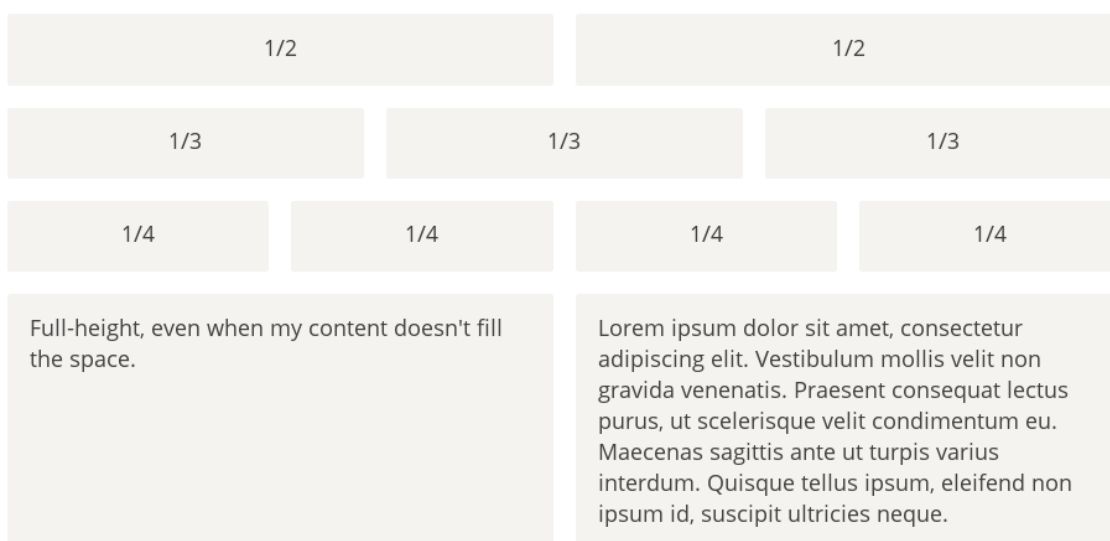 1/2
1/2
1/3
1/3
1/3
1/4
1/4
1/4
1/4
Full-height, even when my content doesn't fill
the space.
Lorem ipsum dolor sit amet, consectetur
adipiscing elit. Vestibulum mollis velit non
gravida venenatis. Praesent consequat lectus
purus, ut scelerisque velit condimentum eu.
Maecenas sagittis ante ut turpis varius
interdum. Quisque tellus ipsum, eleifend non
ipsum id, suscipit ultricies neque.